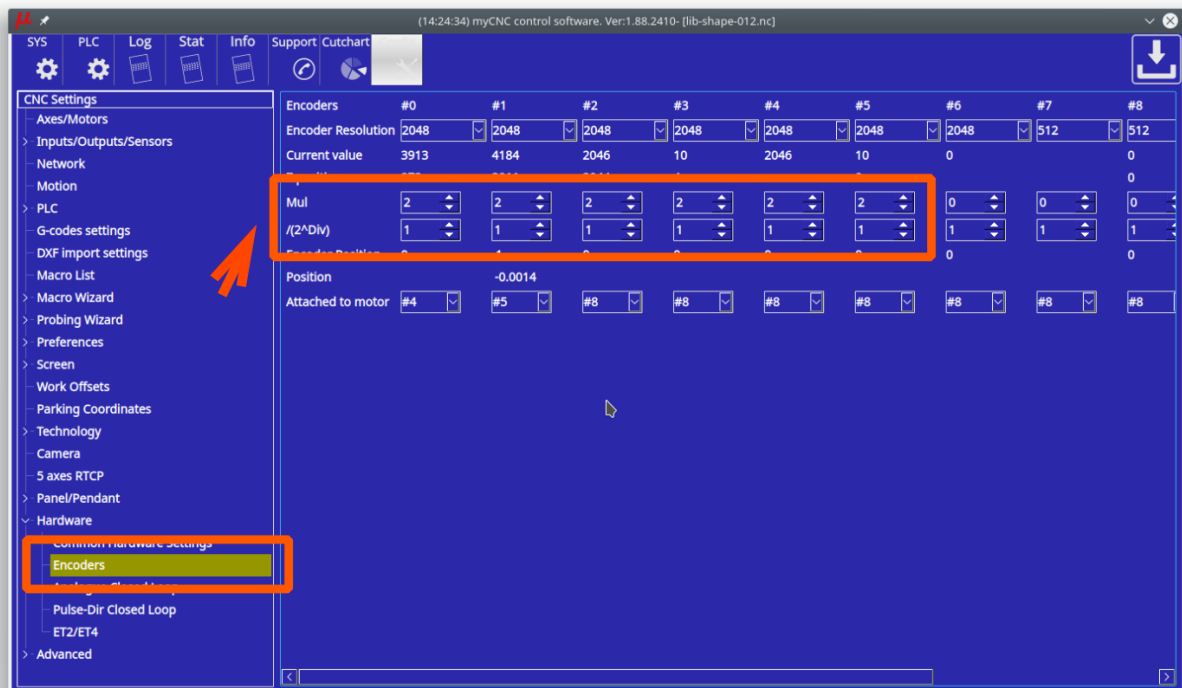 (14:24:34) myCNC control software. Ver:1.88.2410- [lib-shape-012.nc]
SYS PLC Log Stat Info Support Cutchart
CNC Settings
Axes/Motors
Inputs/Outputs/Sensors
Network
Motion
PLC
G-codes settings
DXF import settings
Macro List
Macro Wizard
Probing Wizard
Preferences
Screen
Work Offsets
Parking Coordinates
Technology
Camera
5 axes RTCP
Panel/Pendant
Hardware
Common Hardware Settings
Encoders
Pulse-Dir Closed Loop
ET2/ET4
Advanced
Encoders #0 #1 #2 #3 #4 #5 #6 #7 #8
Encoder Resolution 2048 2048 2048 2048 2048 2048 2048 512 512
Current value 3913 4184 2046 10 2046 10 0 0
0
Mul 2 2 2 2 2 2 0 0 0
/(2^Div) 1 1 1 1 1 1 1 1 1
Encoder Position 0 0
Position -0.0014
Attached to motor #4 #5 #8 #8 #8 #8 #8 #8 #8